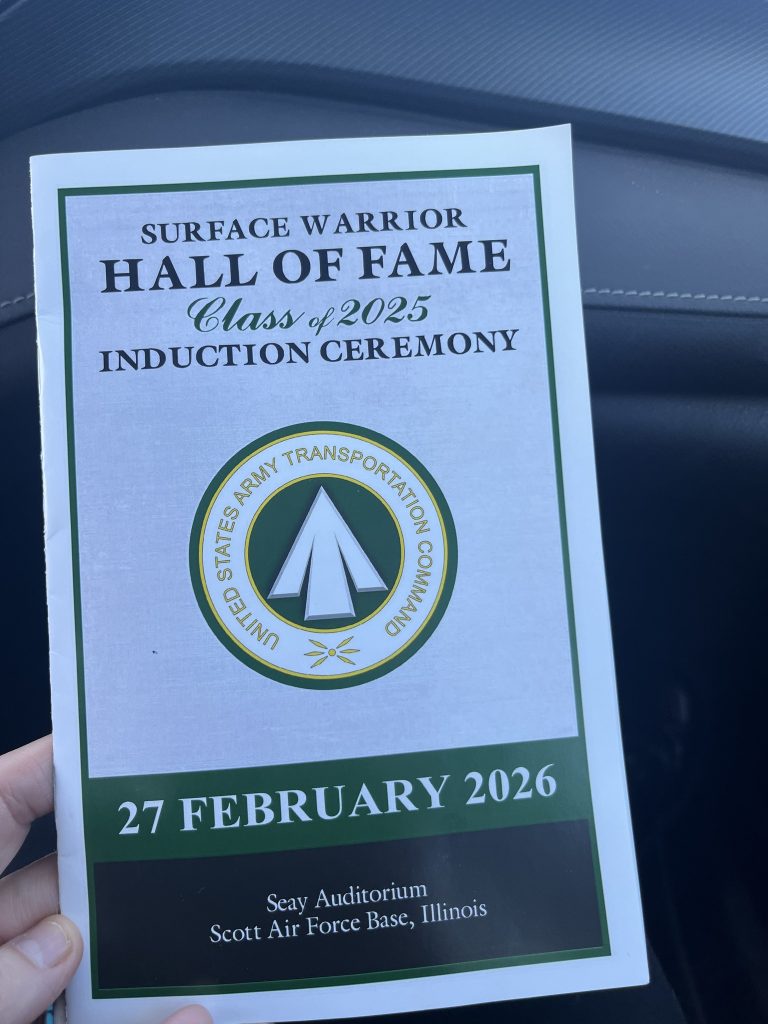 SURFACE WARRIOR
HALL OF FAME
Class of 2025
INDUCTION CEREMONY
UNITED STATES ARMY TRANSPORTATION COMMAND
27 FEBRUARY 2026
Seay Auditorium
Scott Air Force Base, Illinois